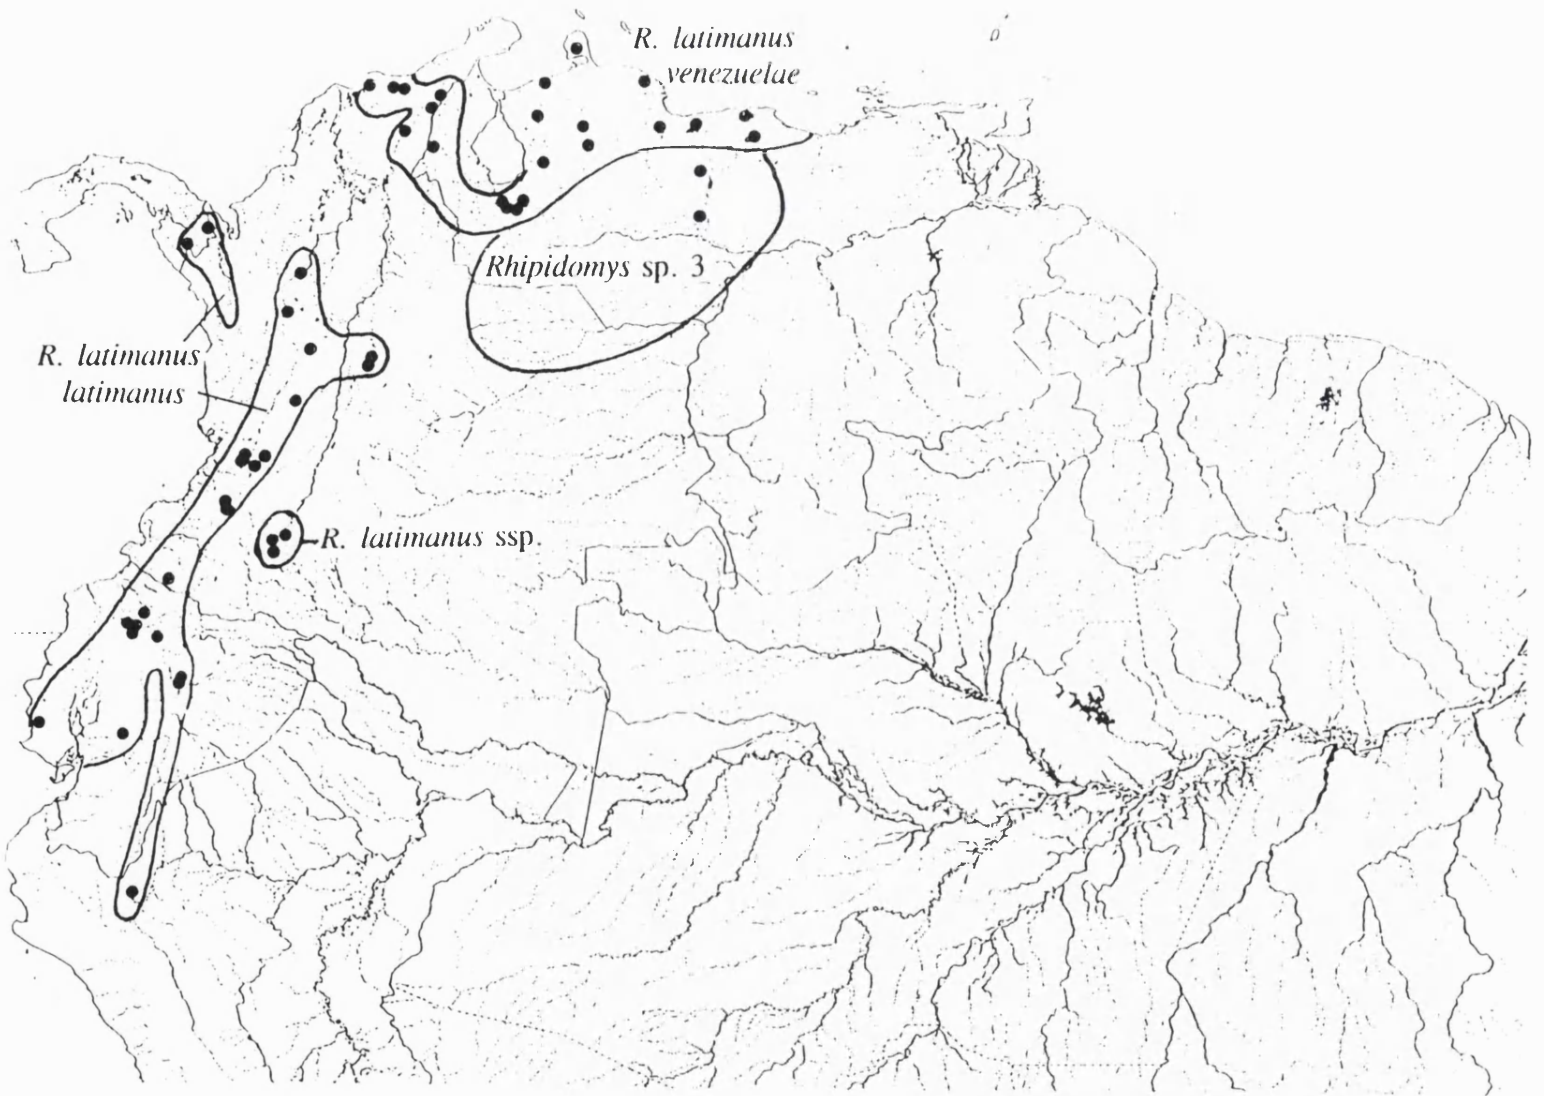 R. latimanus
venezuelae
Rhipidomys sp. 3
R. latimanus
latimanus
R. latimanus ssp.